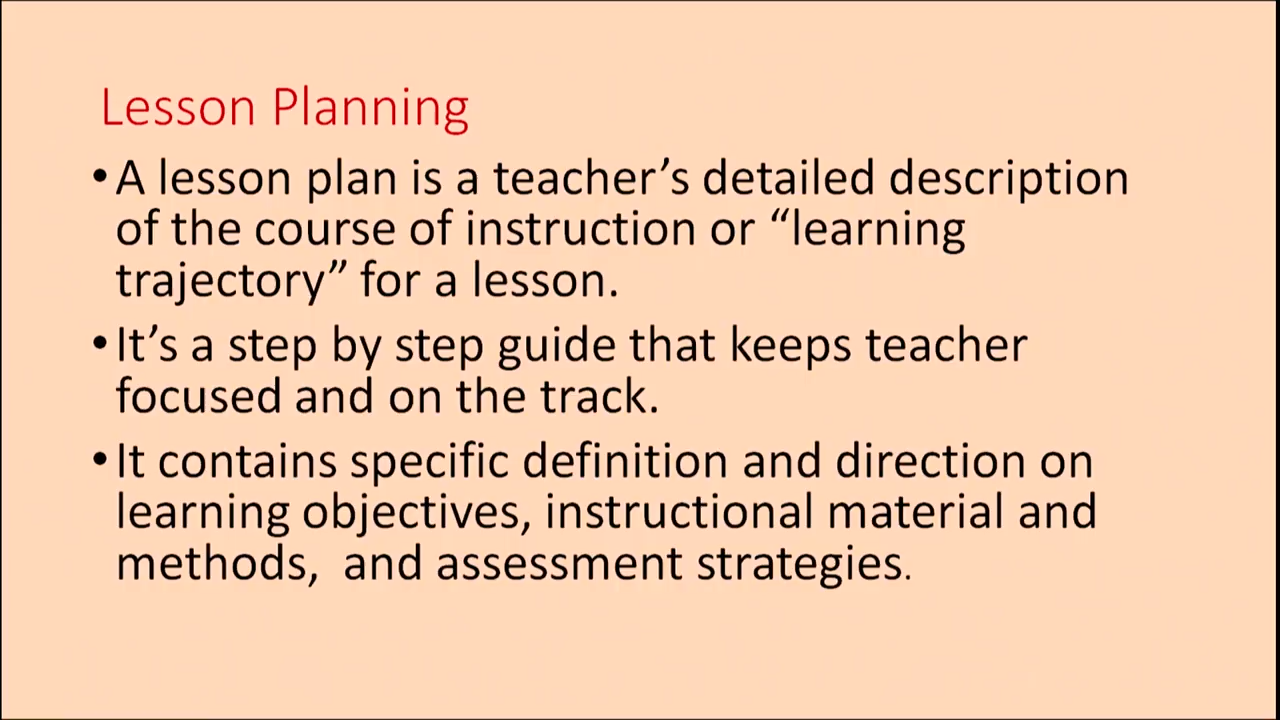 Lesson Planning
•A lesson plan is a teacher’s detailed description
of the course of instruction or “learning
trajectory” for a lesson.
•It’s a step by step guide that keeps teacher
focused and on the track.
•It contains specific definition and direction on
learning objectives, instructional material and
methods,  and assessment strategies.